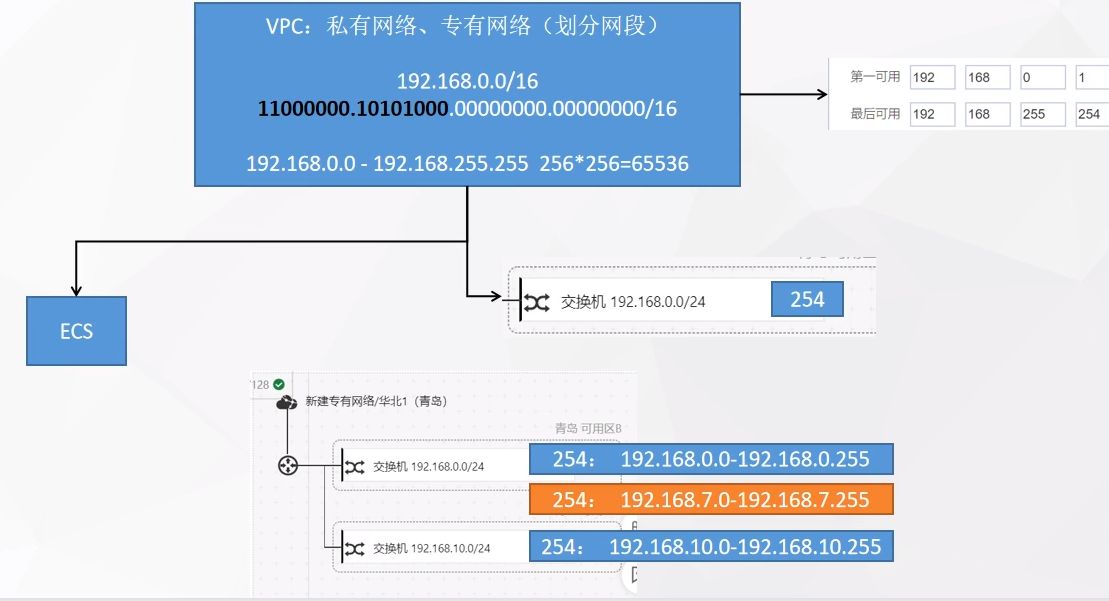 VPC：私有网络、专有网络（划分网段）
192.168.0.0/16
11000000.10101000.00000000.00000000/16
192.168.0.0 - 192.168.255.255 256*256=65536
第一可用 192 168 0 1
最后可用 192 168 255 254
ECS
交换机 192.168.0.0/24 254
128
新建专有网络/华北1（青岛）
青岛 可用区B
交换机 192.168.0.0/24 254： 192.168.0.0-192.168.0.255
254： 192.168.7.0-192.168.7.255
交换机 192.168.10.0/24 254： 192.168.10.0-192.168.10.255